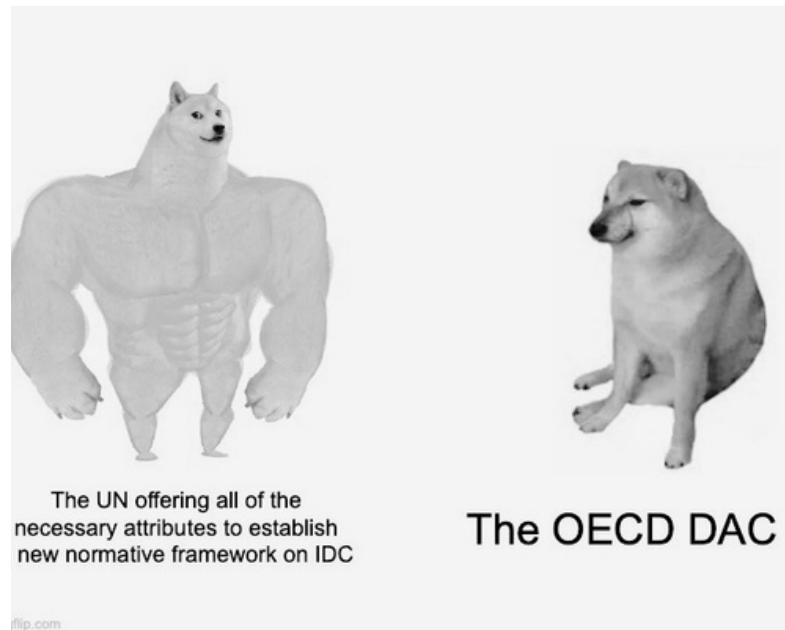 The UN offering all of the
necessary attributes to establish
new normative framework on IDC
The OECD DAC
flip.com